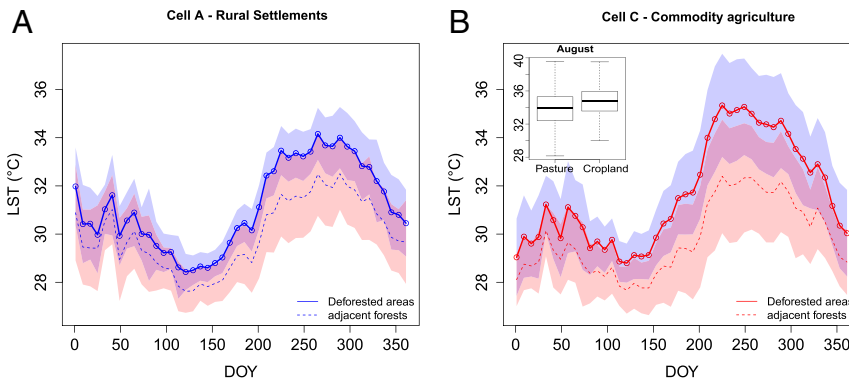 A
Cell A - Rural Settlements
LST (°C)
36
34
32
30
28
0 50 100 150 200 250 300 350
DOY
Deforested areas
adjacent forests
B
Cell C - Commodity agriculture
LST (°C)
36
34
32
30
28
August
40
36
32
28
Pasture Cropland
0 50 100 150 200 250 300 350
DOY
Deforested areas
adjacent forests